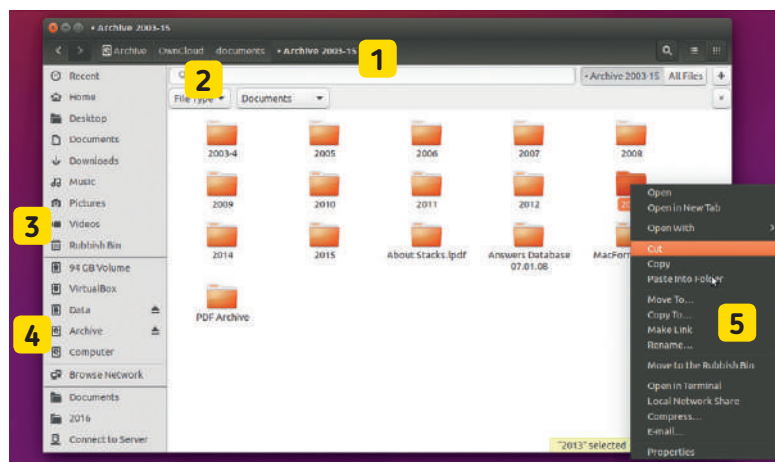 • Archive 2003-15
Archive OwnCloud documents • Archive 2003-15
1
Recent
Home
Desktop
Documents
Downloads
Music
Pictures
Videos
Rubbish Bin
94 GB Volume
VirtualBox
Data
Archive
Computer
Browse Network
Documents
2016
Connect to Server
3
4
2
• Archive 2003-15 All Files +
File Type Documents
2003-4 2005 2006 2007 2008
2009 2010 2011 2012
2014 2015 About Stacks.lpdf Answers Database
07.01.08
PDF Archive
Open
Open in New Tab
Open With
Cut
Copy
Paste Into Folder
Move To...
Copy To...
Make Link
Rename...
Move to the Rubbish Bin
Open in Terminal
Local Network Share
Compress...
E-mail...
Properties
5
"2013" selected